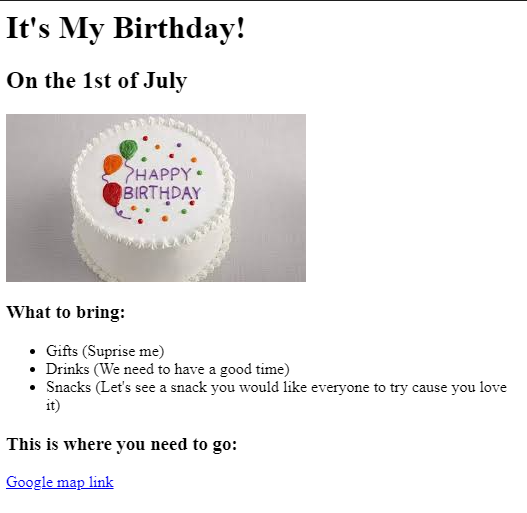 It's My Birthday!
On the 1st of July
HAPPY
BIRTHDAY
What to bring:
Gifts (Suprise me)
Drinks (We need to have a good time)
Snacks (Let's see a snack you would like everyone to try cause you love
it)
This is where you need to go:
Google map link